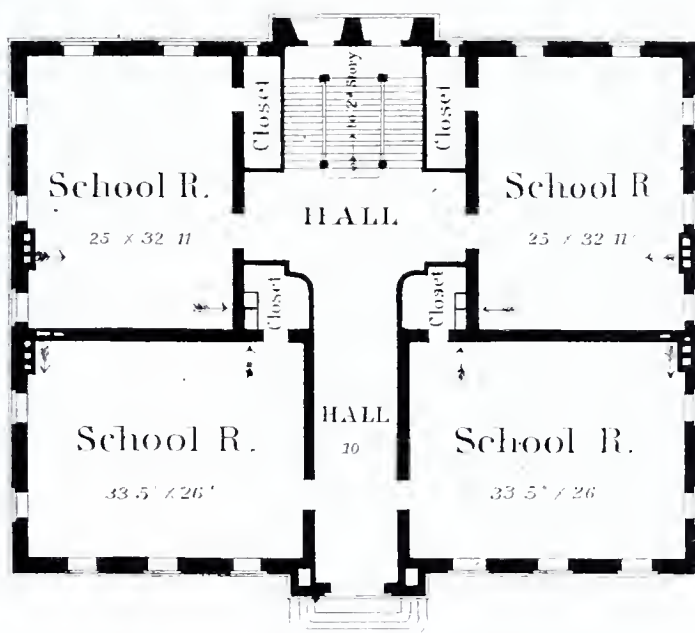 Closet
to 2d Story
Closet
School R.
25 X 32 11
HALL
School R
25 X 32 11'
Closet
Closet
School R.
33 5' X 26'
HALL
10
School R.
33 5" X 26